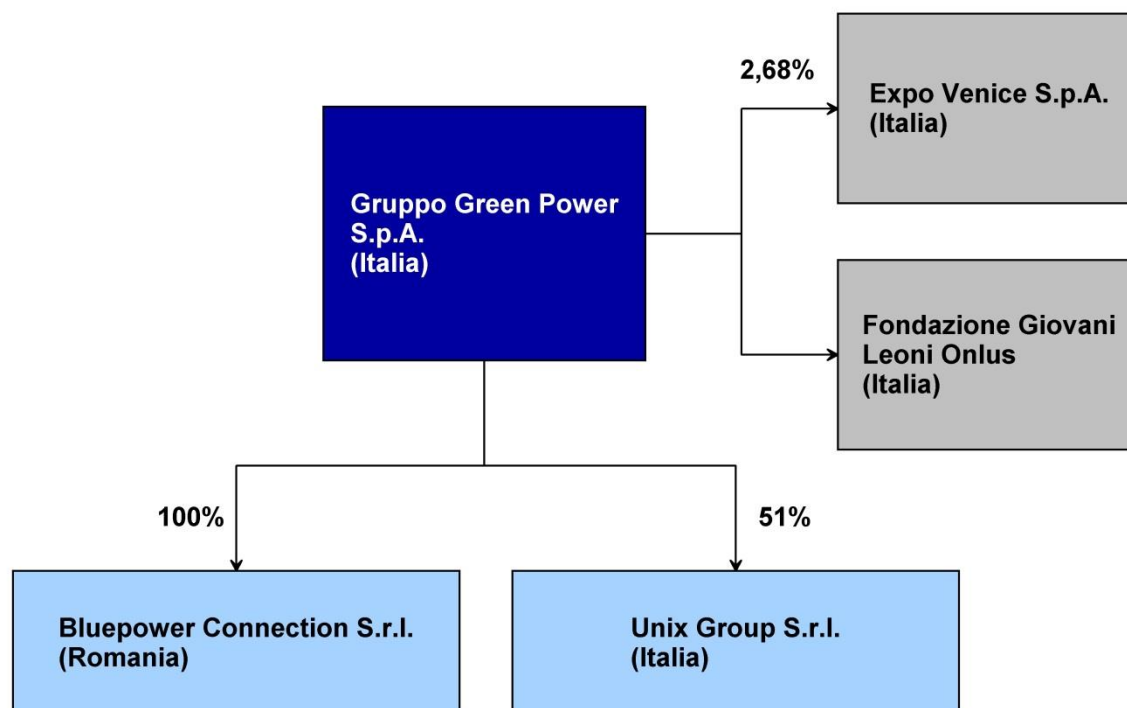 2,68%
Expo Venice S.p.A.
(Italia)
Gruppo Green Power
S.p.A.
(Italia)
Fondazione Giovani
Leoni Onlus
(Italia)
100%
51%
Bluepower Connection S.r.l.
(Romania)
Unix Group S.r.l.
(Italia)